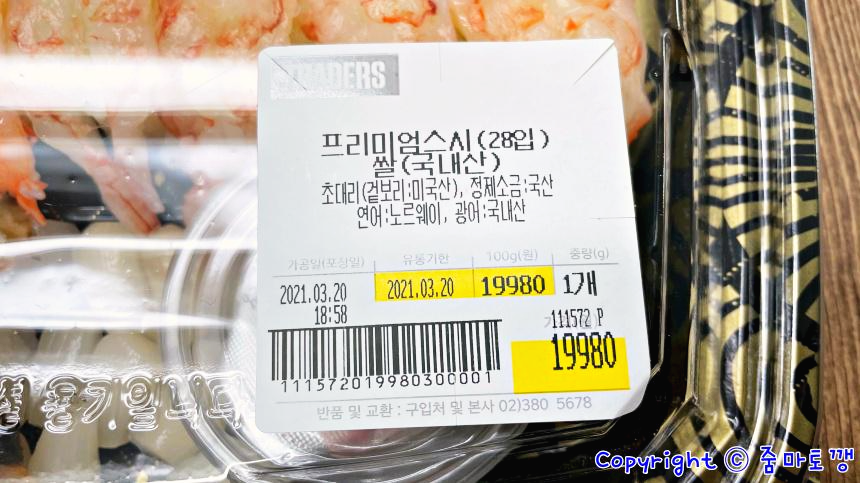 TRADERS
프리미엄스시(28입)
쌀(국내산)
초대리(겉보리:미국산), 정제소금:국산
연어:노르웨이, 광어:국내산
가공일(포장일) 유통기한 100g(원) 중량(g)
2021.03.20 2021.03.20 19980 1개
18:58
111572 P
19980
111572019980300001
반품 및 교환 : 구입처 및 본사 02)380 5678
Copyright © 줌마토깽